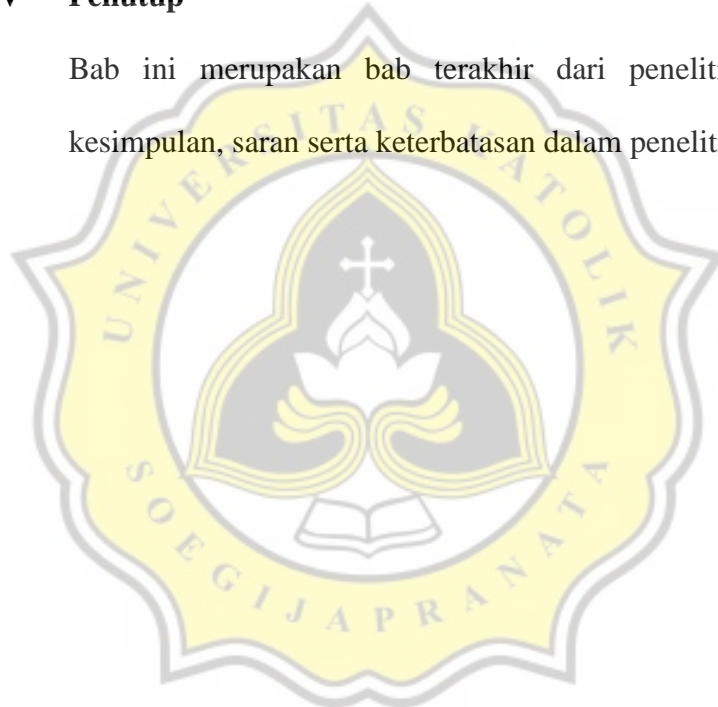 V Penutup
Bab ini merupakan bab terakhir dari penelit
kesimpulan, saran serta keterbatasan dalam penelit
UNIVERSITAS KATOLIK
SOEGIJAPRANATA